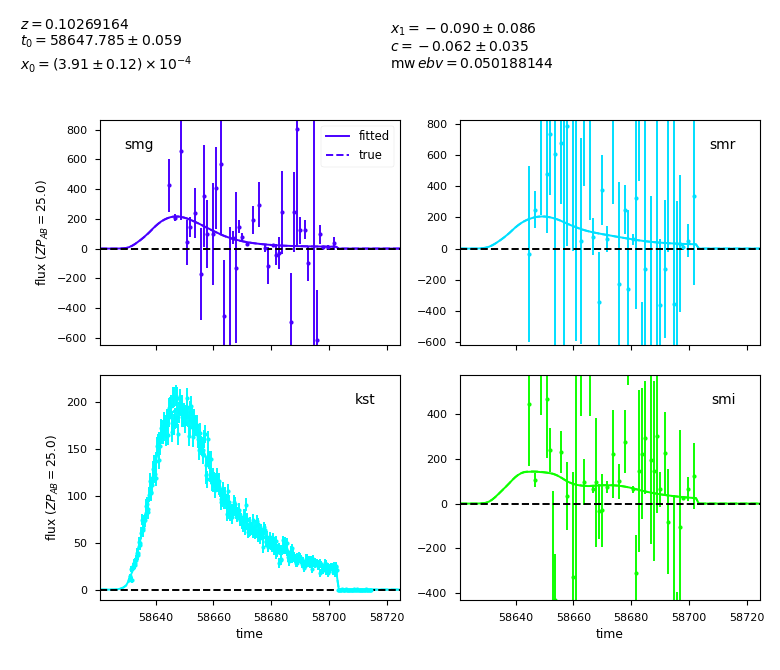 z = 0.10269164
t₀ = 58647.785 ± 0.059
x₀ = (3.91 ± 0.12) × 10⁻⁴
x₁ = −0.090 ± 0.086
c = −0.062 ± 0.035
mw ebv = 0.050188144
smg
fitted
true
flux (ZP_AB = 25.0)
800
600
400
200
0
−200
−400
−600
smr
800
600
400
200
0
−200
−400
−600
kst
flux (ZP_AB = 25.0)
200
150
100
50
0
58640
58660
58680
58700
58720
time
smi
400
200
0
−200
−400
58640
58660
58680
58700
58720
time